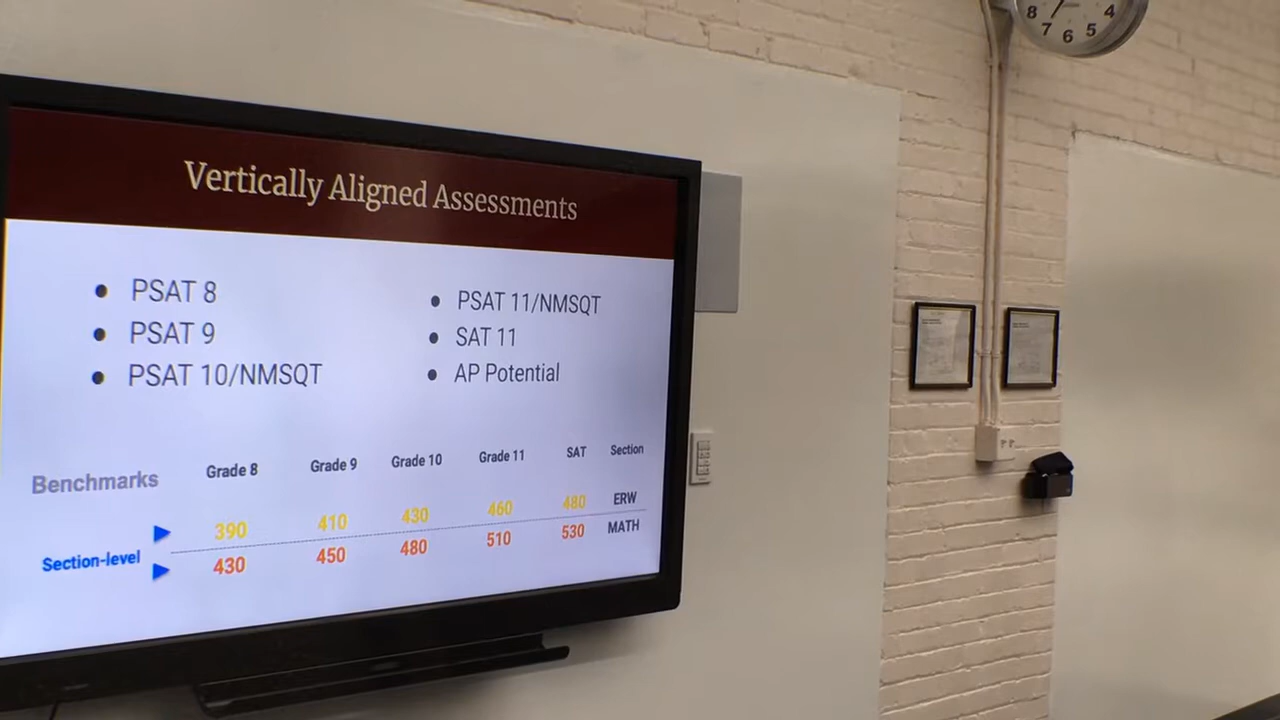 Vertically Aligned Assessments
● PSAT 8
● PSAT 9
● PSAT 10/NMSQT
● PSAT 11/NMSQT
● SAT 11
● AP Potential
Benchmarks Grade 8 Grade 9 Grade 10 Grade 11 SAT Section
390 410 430 460 480 ERW
Section-level
430 450 480 510 530 MATH
8 7 6 5 4